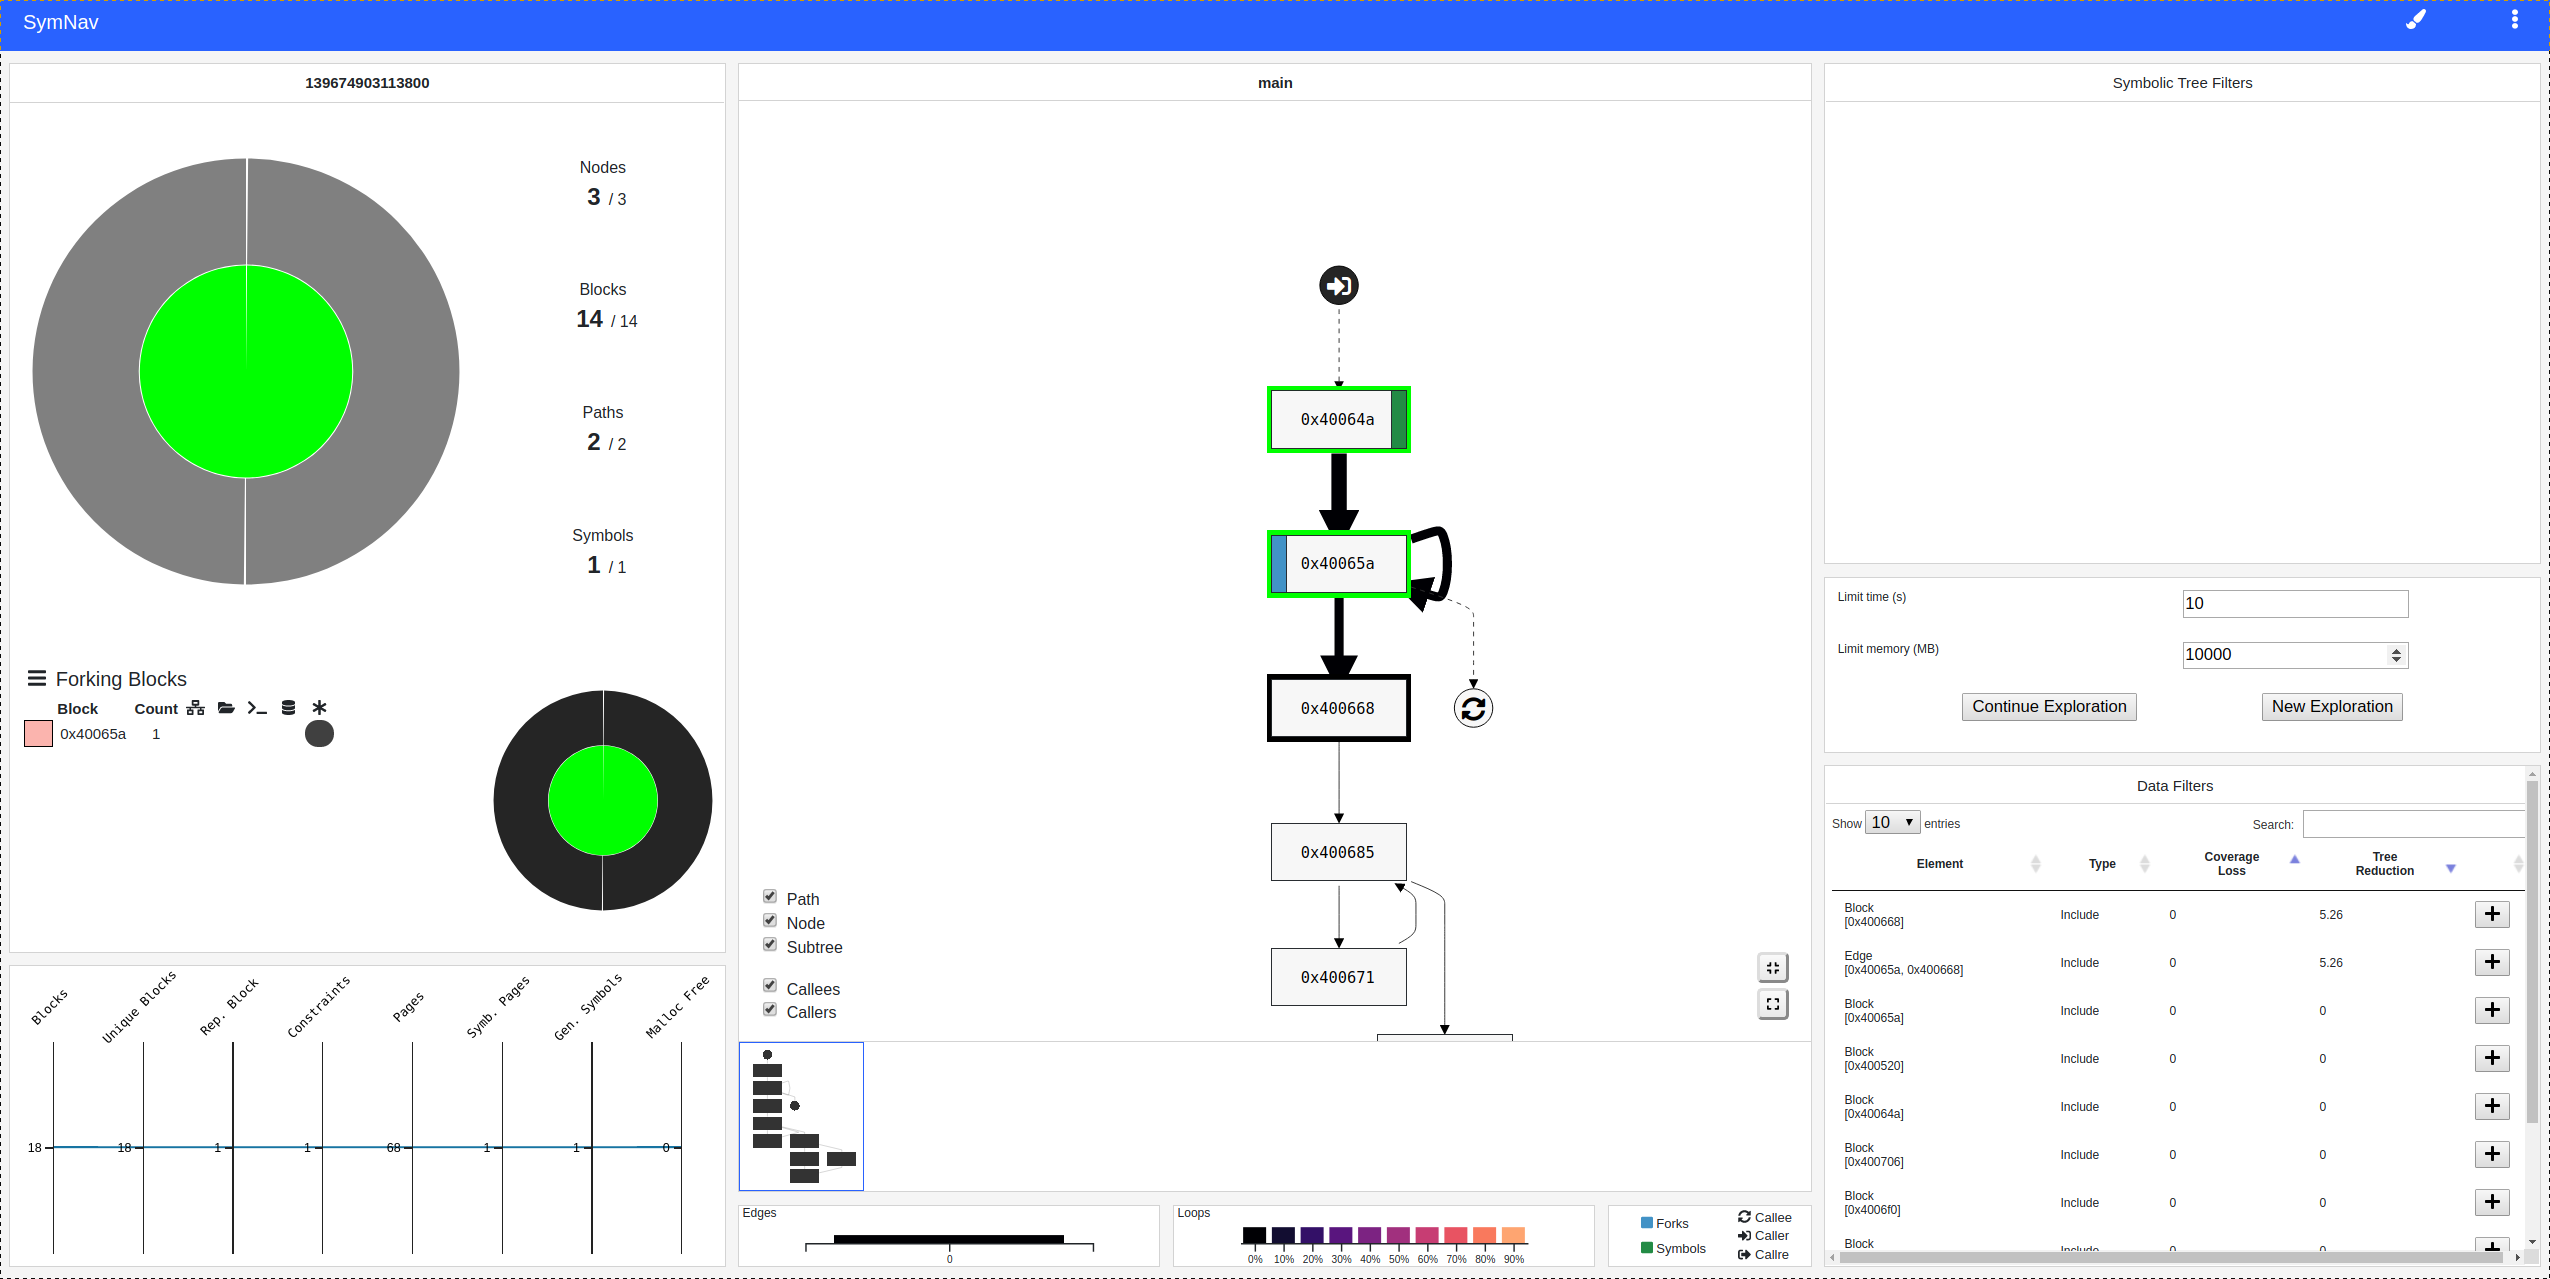 SymNav
139674903113800
Nodes
3 / 3
Blocks
14 / 14
Paths
2 / 2
Symbols
1 / 1
Forking Blocks
Block Count
0x40065a 1
Blocks
Unique Blocks
Rep. Block
Constraints
Pages
Symb. Pages
Gen. Symbols
Malloc Free
18 18 1 1 68 1 1 0
main
0x40064a
0x40065a
0x400668
0x400685
0x400671
Path
Node
Subtree
Callees
Callers
Edges
0
Loops
0% 10% 20% 30% 40% 50% 60% 70% 80% 90%
Forks
Symbols
Callee
Caller
Callre
Symbolic Tree Filters
Limit time (s)
10
Limit memory (MB)
10000
Continue Exploration
New Exploration
Data Filters
Show 10 entries
Search:
Element Type Coverage Loss Tree Reduction
Block
[0x400668] Include 0 5.26
Edge
[0x40065a, 0x400668] Include 0 5.26
Block
[0x40065a] Include 0 0
Block
[0x400520] Include 0 0
Block
[0x40064a] Include 0 0
Block
[0x400706] Include 0 0
Block
[0x4006f0] Include 0 0
Block
Include 0 0